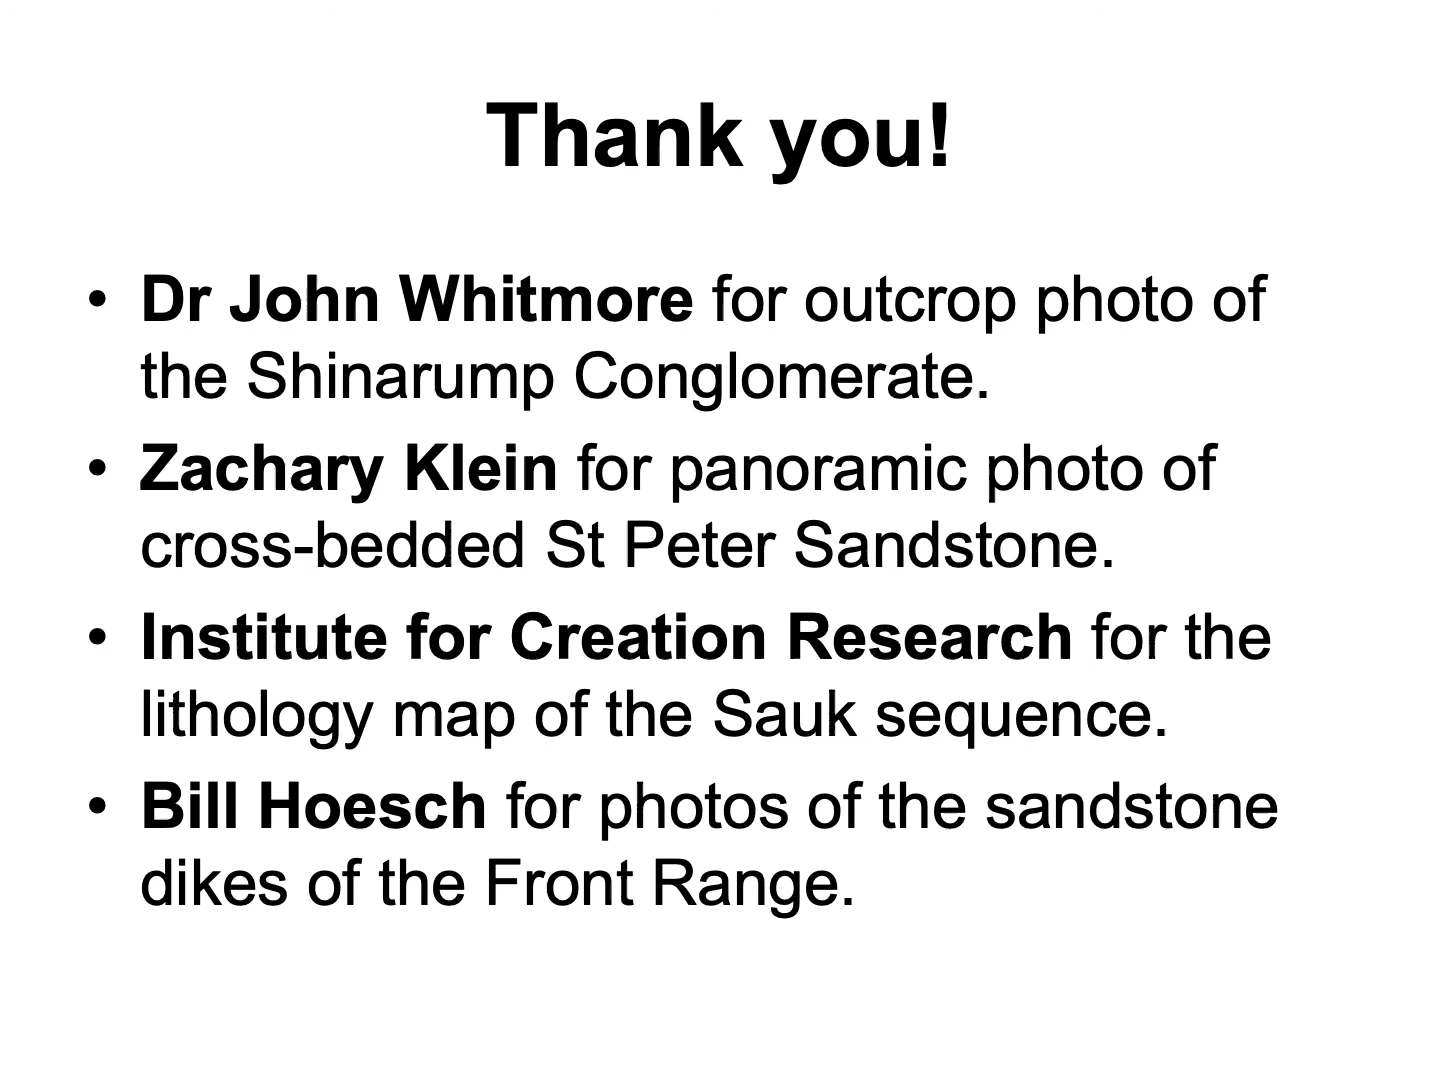 Thank you!
• Dr John Whitmore for outcrop photo of
the Shinarump Conglomerate.
• Zachary Klein for panoramic photo of
cross-bedded St Peter Sandstone.
• Institute for Creation Research for the
lithology map of the Sauk sequence.
• Bill Hoesch for photos of the sandstone
dikes of the Front Range.